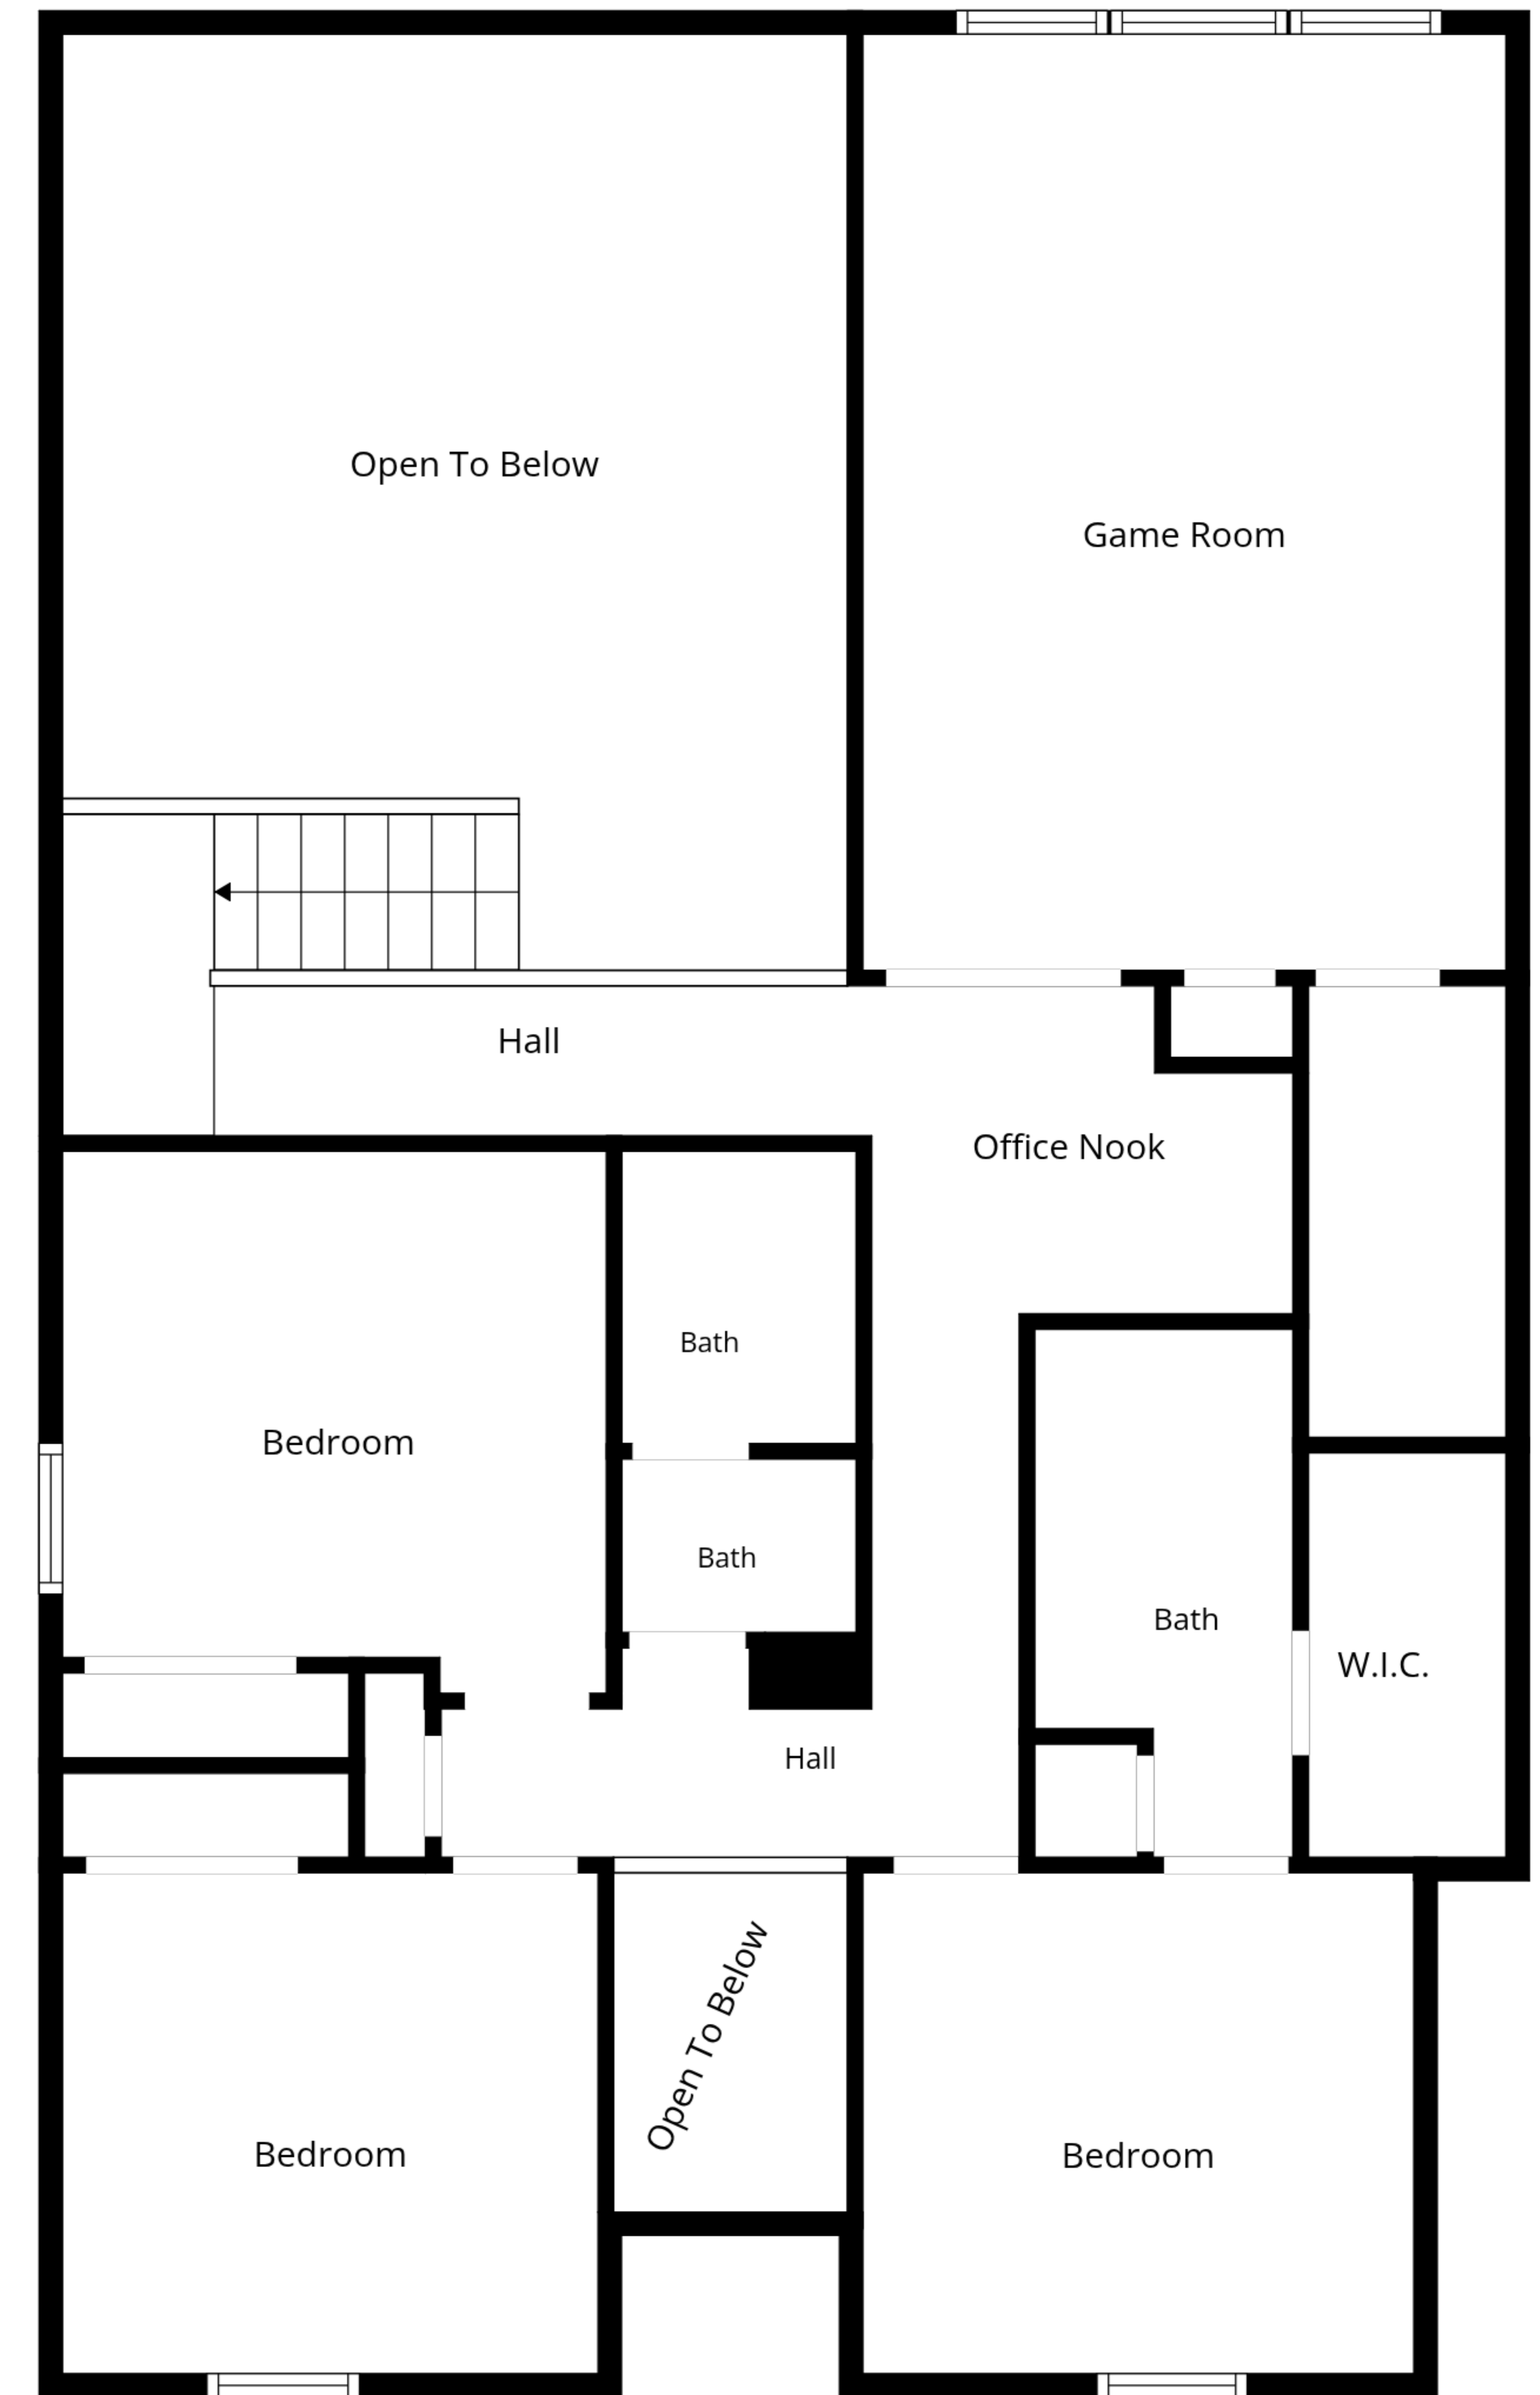 Open To Below
Game Room
Hall
Office Nook
Bath
Bedroom
Bath
Bath
W.I.C.
Hall
Open To Below
Bedroom
Bedroom